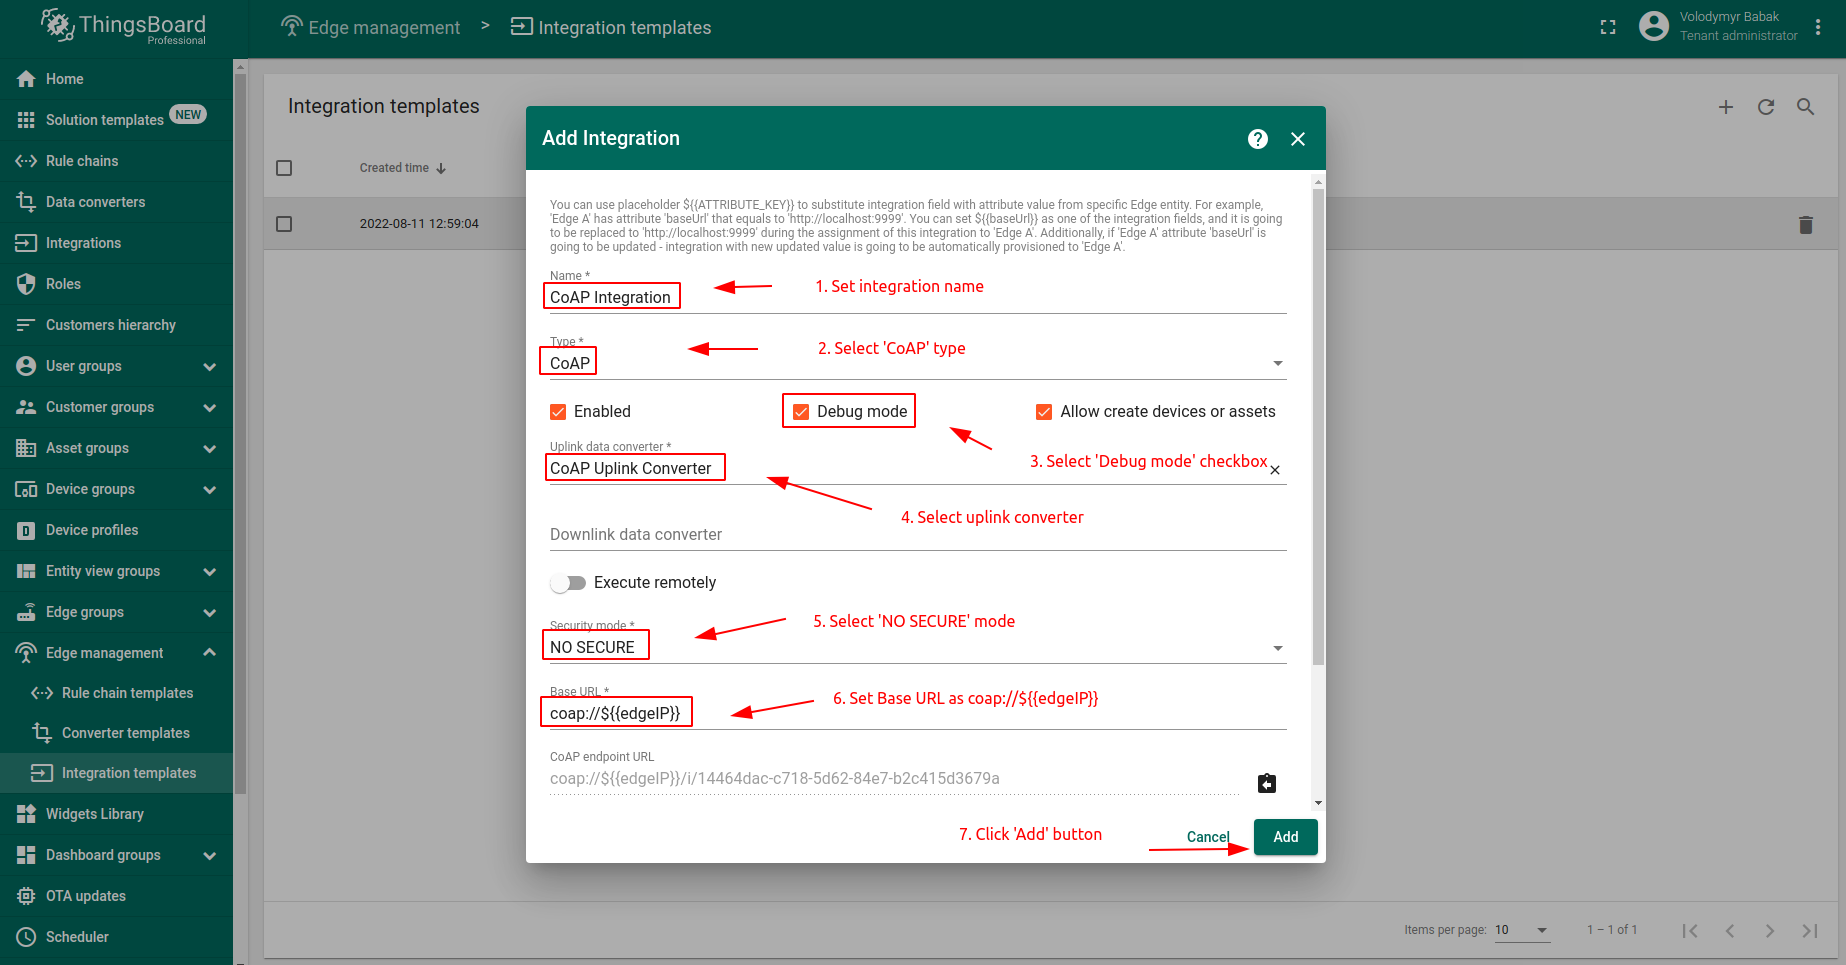 ThingsBoard
Professional
Edge management > Integration templates
Volodymyr Babak
Tenant administrator
Home
Solution templates NEW
Rule chains
Data converters
Integrations
Roles
Customers hierarchy
User groups
Customer groups
Asset groups
Device groups
Device profiles
Entity view groups
Edge groups
Edge management
Rule chain templates
Converter templates
Integration templates
Widgets Library
Dashboard groups
OTA updates
Scheduler
Integration templates
Created time
2022-08-11 12:59:04
Add Integration
You can use placeholder ${{ATTRIBUTE_KEY}} to substitute integration field with attribute value from specific Edge entity. For example,
'Edge A' has attribute 'baseUrl' that equals to 'http://localhost:9999'. You can set ${{baseUrl}} as one of the integration fields, and it is going
to be replaced to 'http://localhost:9999' during the assignment of this integration to 'Edge A'. Additionally, if 'Edge A' attribute 'baseUrl' is
going to be updated - integration with new updated value is going to be automatically provisioned to 'Edge A'.
Name *
CoAP Integration
1. Set integration name
Type *
CoAP
2. Select 'CoAP' type
Enabled
Debug mode
Allow create devices or assets
3. Select 'Debug mode' checkbox
Uplink data converter *
CoAP Uplink Converter
4. Select uplink converter
Downlink data converter
Execute remotely
Security mode *
NO SECURE
5. Select 'NO SECURE' mode
Base URL *
coap://${{edgeIP}}
6. Set Base URL as coap://${{edgeIP}}
CoAP endpoint URL
coap://${{edgeIP}}/i/14464dac-c718-5d62-84e7-b2c415d3679a
7. Click 'Add' button
Cancel
Add
Items per page: 10
1 – 1 of 1